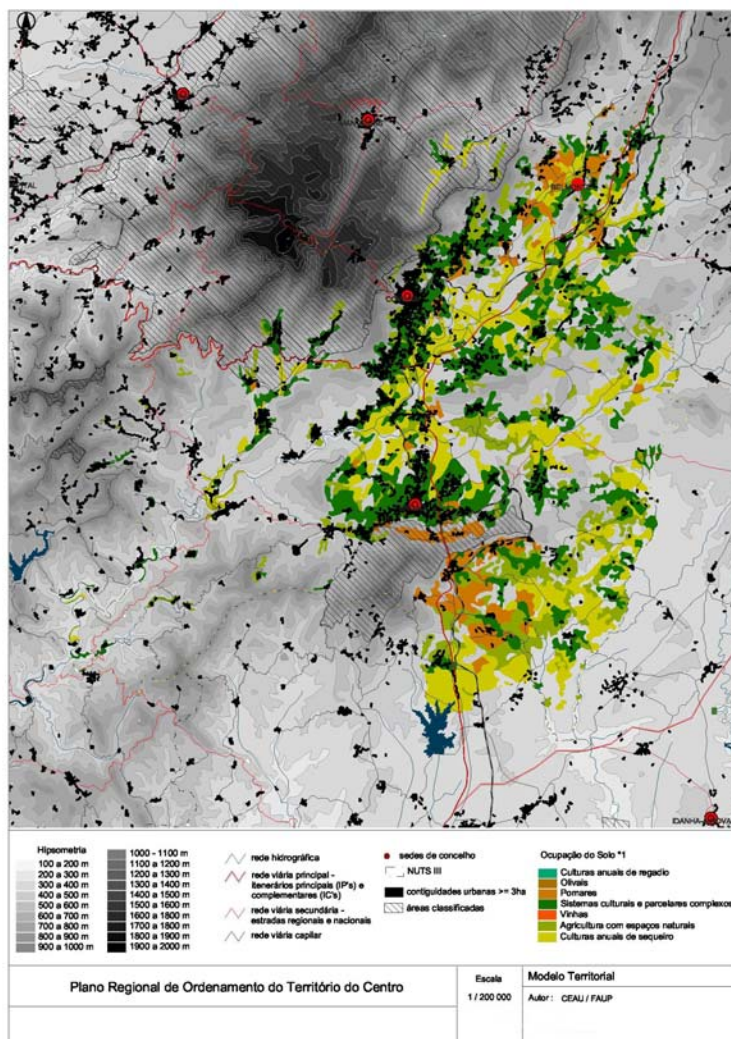 IDANHA-A-NOVA
Hipsometria
100 a 200 m
200 a 300 m
300 a 400 m
400 a 500 m
500 a 600 m
600 a 700 m
700 a 800 m
800 a 900 m
900 a 1000 m
1000 - 1100 m
1100 a 1200 m
1200 a 1300 m
1300 a 1400 m
1400 a 1500 m
1500 a 1600 m
1600 a 1700 m
1700 a 1800 m
1800 a 1900 m
1900 a 2000 m
rede hidrográfica
rede viária principal -
itenerários principais (IP's) e
complementares (IC's)
rede viária secundária -
estradas regionais e nacionais
rede viária capilar
sedes de concelho
NUTS III
contiguidades urbanas >= 3ha
áreas classificadas
Ocupação do Solo *1
Culturas anuais de regadio
Olivais
Pomares
Sistemas culturais e parcelares complexos
Vinhas
Agricultura com espaços naturais
Culturas anuais de sequeiro
Plano Regional de Ordenamento do Território do Centro
Escala
1 / 200 000
Modelo Territorial
Autor : CEAU / FAUP